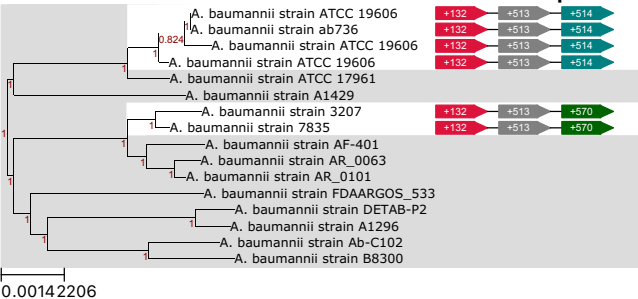 A. baumannii strain ATCC 19606 +132 +513 +514
A. baumannii strain ab736 +132 +513 +514
0.824
A. baumannii strain ATCC 19606 +132 +513 +514
1
A. baumannii strain ATCC 19606 +132 +513 +514
1
A. baumannii strain ATCC 17961
1
A. baumannii strain A1429
A. baumannii strain 3207 +132 +513 +570
1
A. baumannii strain 7835 +132 +513 +570
1
1
A. baumannii strain AF-401
1
A. baumannii strain AR_0063
1
A. baumannii strain AR_0101
1
A. baumannii strain FDAARGOS_533
1
A. baumannii strain DETAB-P2
1
A. baumannii strain A1296
1
A. baumannii strain Ab-C102
1
A. baumannii strain B8300
0.00142206